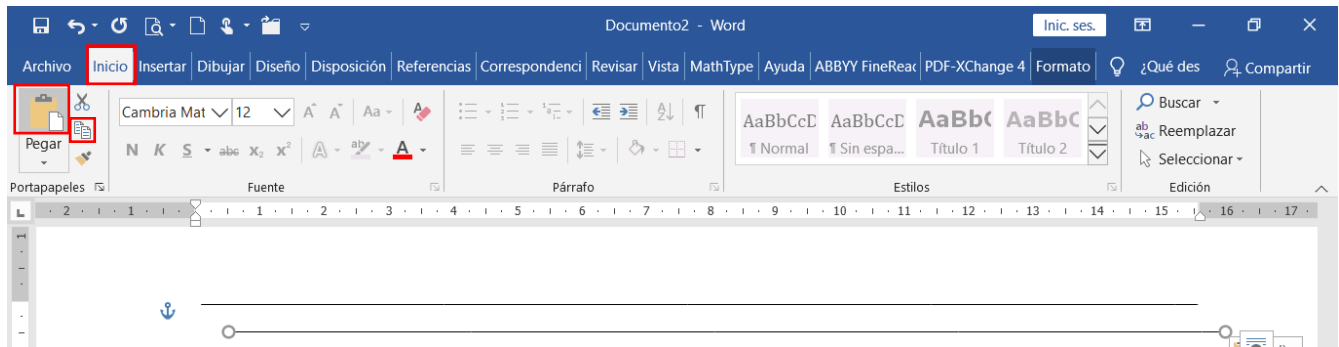 Documento2 - Word
Inic. ses.
Archivo Inicio Insertar Dibujar Diseño Disposición Referencias Correspondenci Revisar Vista MathType Ayuda ABBYY FineReac PDF-XChange 4 Formato ¿Qué des Compartir
Cambria Mat 12 A A Aa
Pegar
N K S abc X₂ X² A aby A
AaBbCcD AaBbCcD AaBb( AaBbC
¶ Normal ¶ Sin espa... Título 1 Título 2
Buscar
Reemplazar
Seleccionar
Portapapeles Fuente Párrafo Estilos Edición
L 2 1 1 2 3 4 5 6 7 8 9 10 11 12 13 14 15 16 17
1